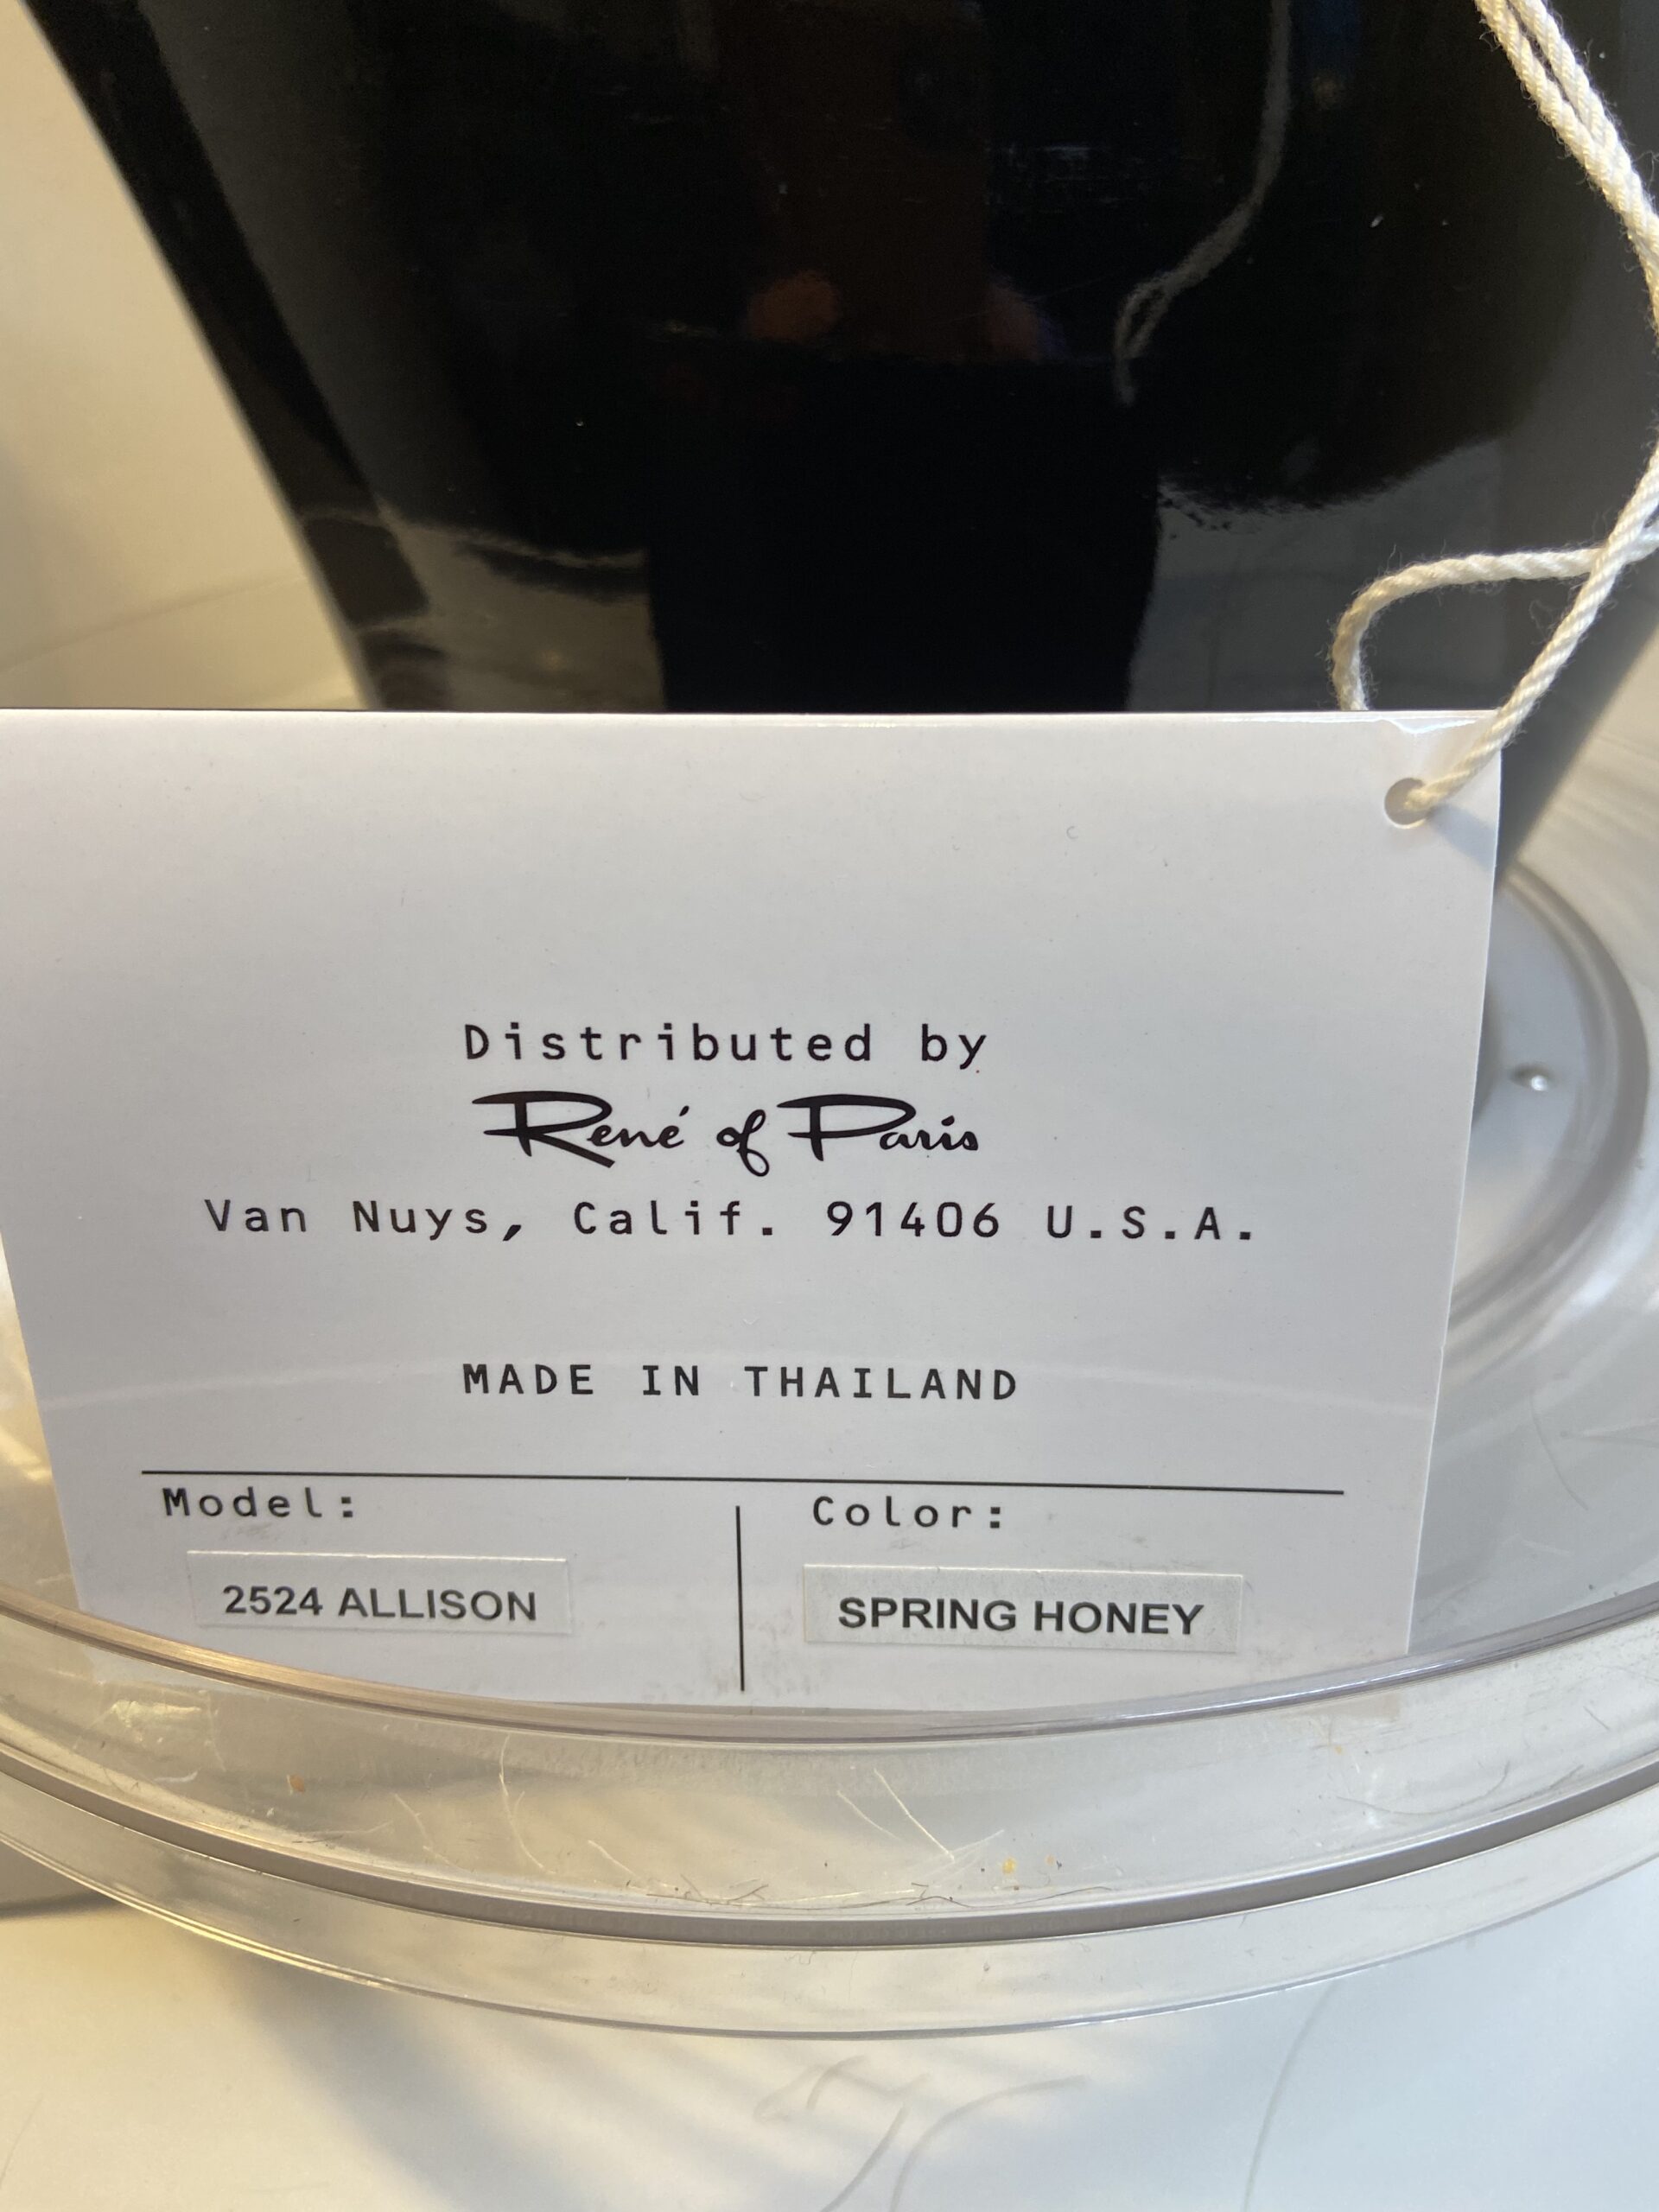 Distributed by
René of Paris
Van Nuys, Calif. 91406 U.S.A.
MADE IN THAILAND
Model:
2524 ALLISON
Color:
SPRING HONEY